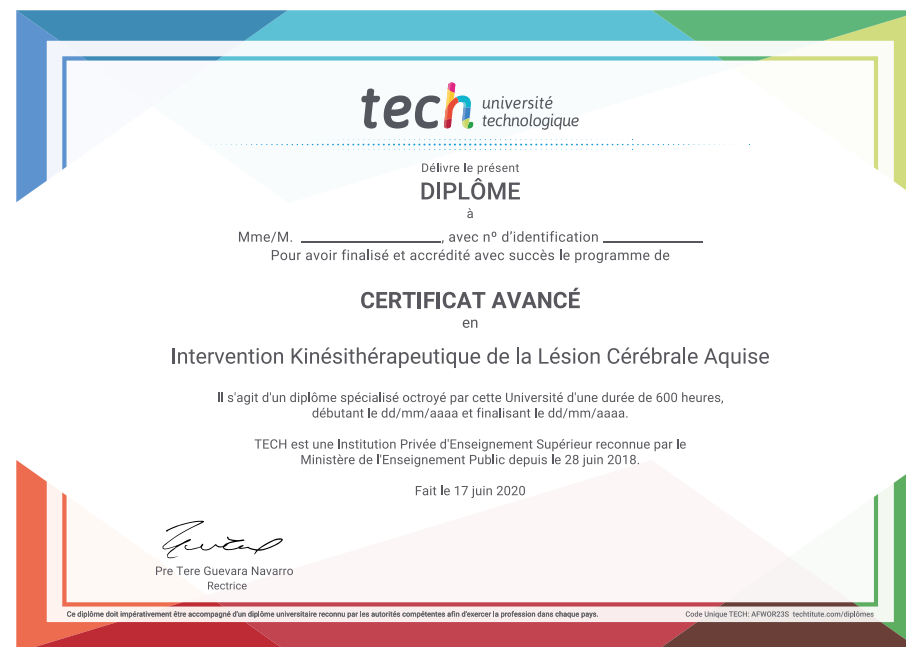 tech université
technologique
Délivre le présent
DIPLÔME
à
Mme/M. ____________________, avec nº d'identification ______________
Pour avoir finalisé et accrédité avec succès le programme de
CERTIFICAT AVANCÉ
en
Intervention Kinésithérapeutique de la Lésion Cérébrale Aquise
Il s'agit d'un diplôme spécialisé octroyé par cette Université d'une durée de 600 heures,
débutant le dd/mm/aaaa et finalisant le dd/mm/aaaa.
TECH est une Institution Privée d'Enseignement Supérieur reconnue par le
Ministère de l'Enseignement Public depuis le 28 juin 2018.
Fait le 17 juin 2020
Pre Tere Guevara Navarro
Rectrice
Ce diplôme doit impérativement être accompagné d'un diplôme universitaire reconnu par les autorités compétentes afin d'exercer la profession dans chaque pays.
Code Unique TECH: AFWOR23S techtitute.com/diplômes